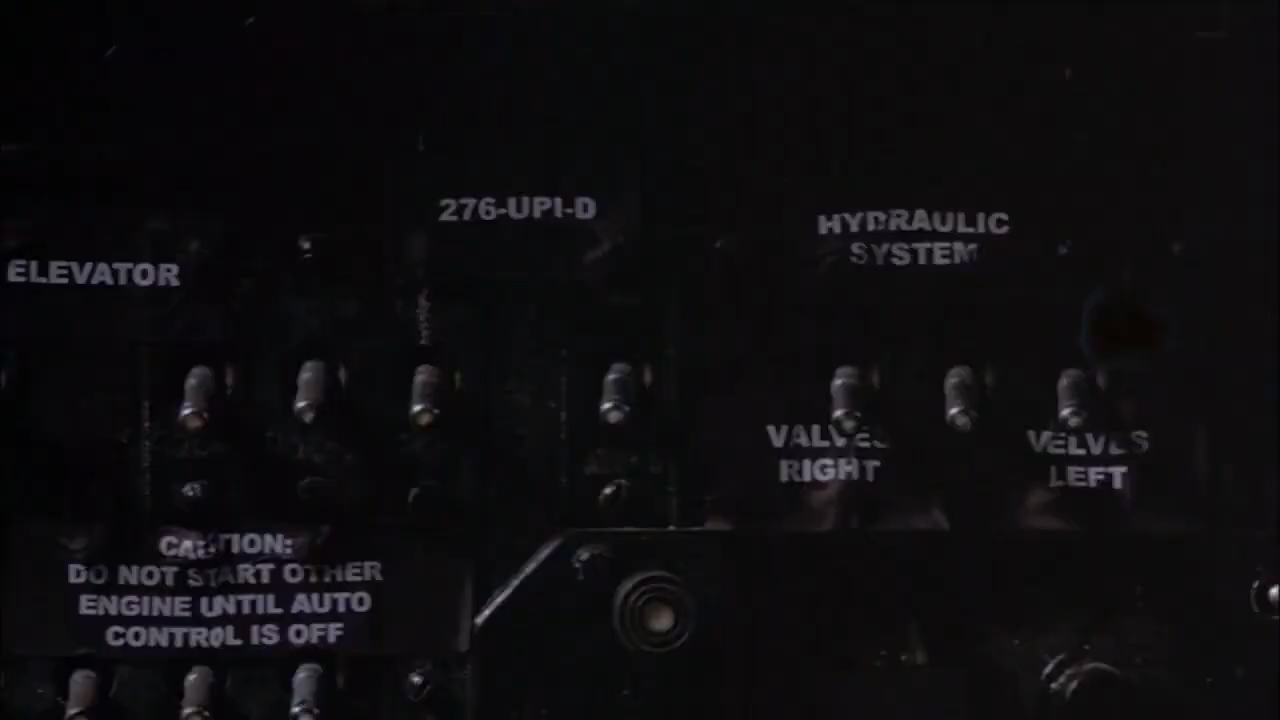 276-UPI-D
HYDRAULIC
SYSTEM
ELEVATOR
VALVES
RIGHT
VELVES
LEFT
CAUTION:
DO NOT START OTHER
ENGINE UNTIL AUTO
CONTROL IS OFF